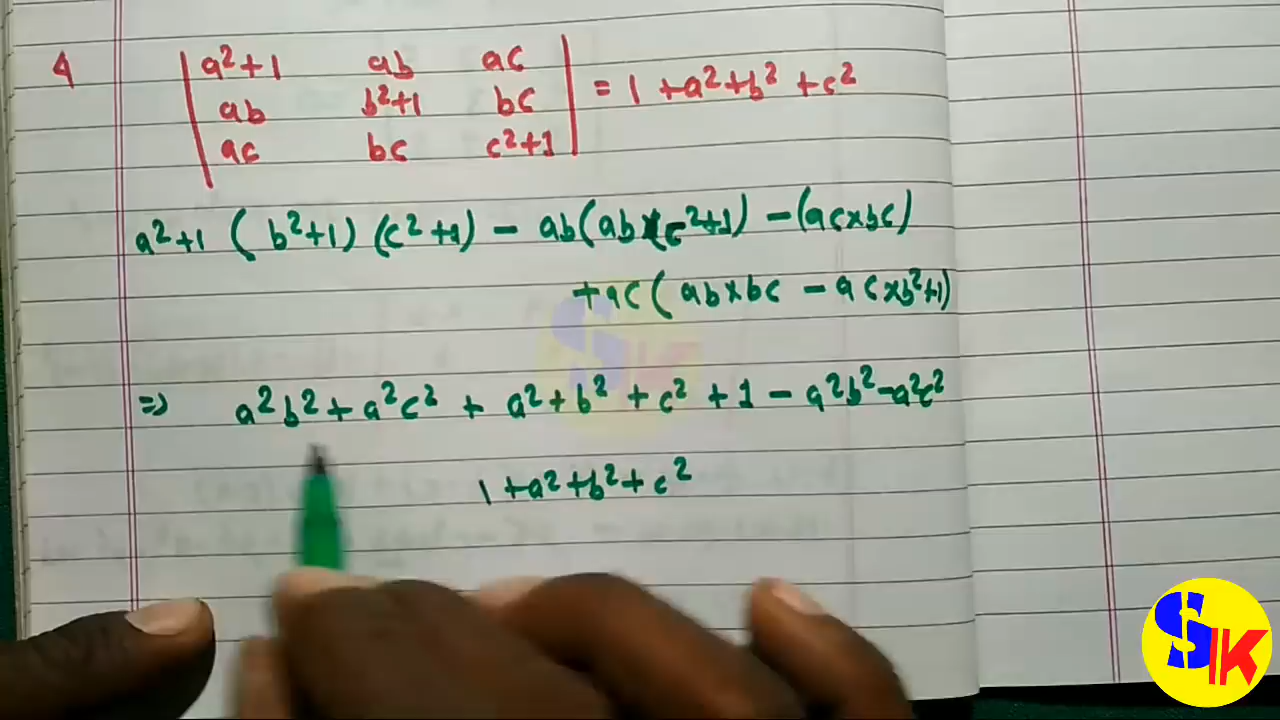 4
a²+1 ab ac
ab b²+1 bc = 1 + a² + b² + c²
ac bc c²+1
a²+1 ( b²+1) (c²+1) – ab(ab×c²+1) –(ac×bc)
+ac( ab×bc – ac×b²+1)
=> a²b² + a²c² + a² + b² + c² + 1 – a²b² – a²c²
1 + a² + b² + c²
SK
SK